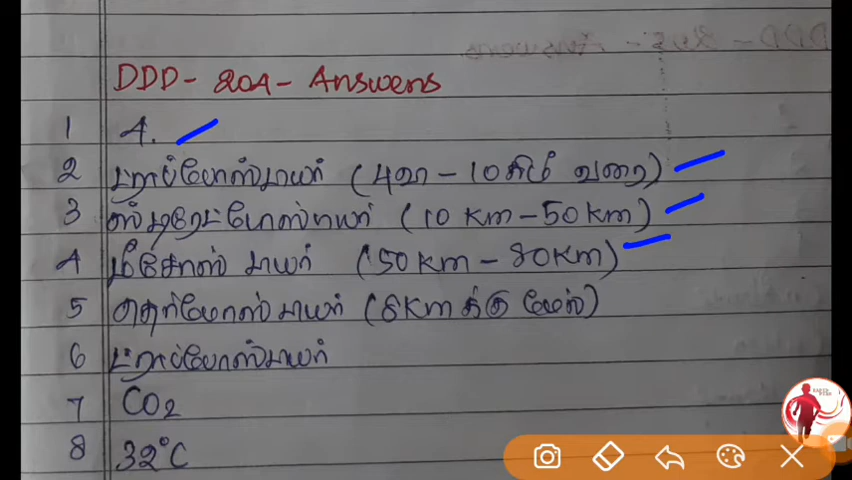 DDD - 204 - Answers
1 4.
2 ட்ராப்போஸ்பியர் (4வா - 10கிமீ வரை)
3 ஸ்டிரேட்டோஸ்பியர் (10 km - 50 km)
4 மீசோஸ்பியர் (50 km - 80 km)
5 தெர்மோஸ்பியர் (8 km க்கு மேல்)
6 ட்ராப்போஸ்பியர்
7 CO2
8 32°C